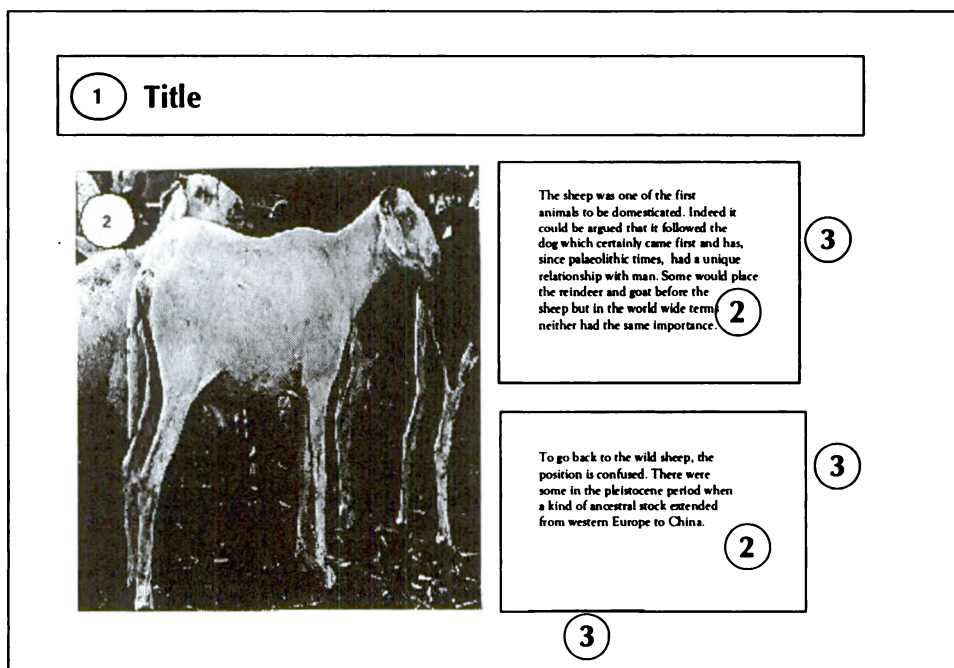 1 Title
2
The sheep was one of the first
animals to be domesticated. Indeed it
could be argued that it followed the
dog which certainly came first and has,
since palaeolithic times, had a unique
relationship with man. Some would place
the reindeer and goat before the
sheep but in the world wide terms
neither had the same importance.
2
3
To go back to the wild sheep, the
position is confused. There were
some in the pleistocene period when
a kind of ancestral stock extended
from western Europe to China.
2
3
3